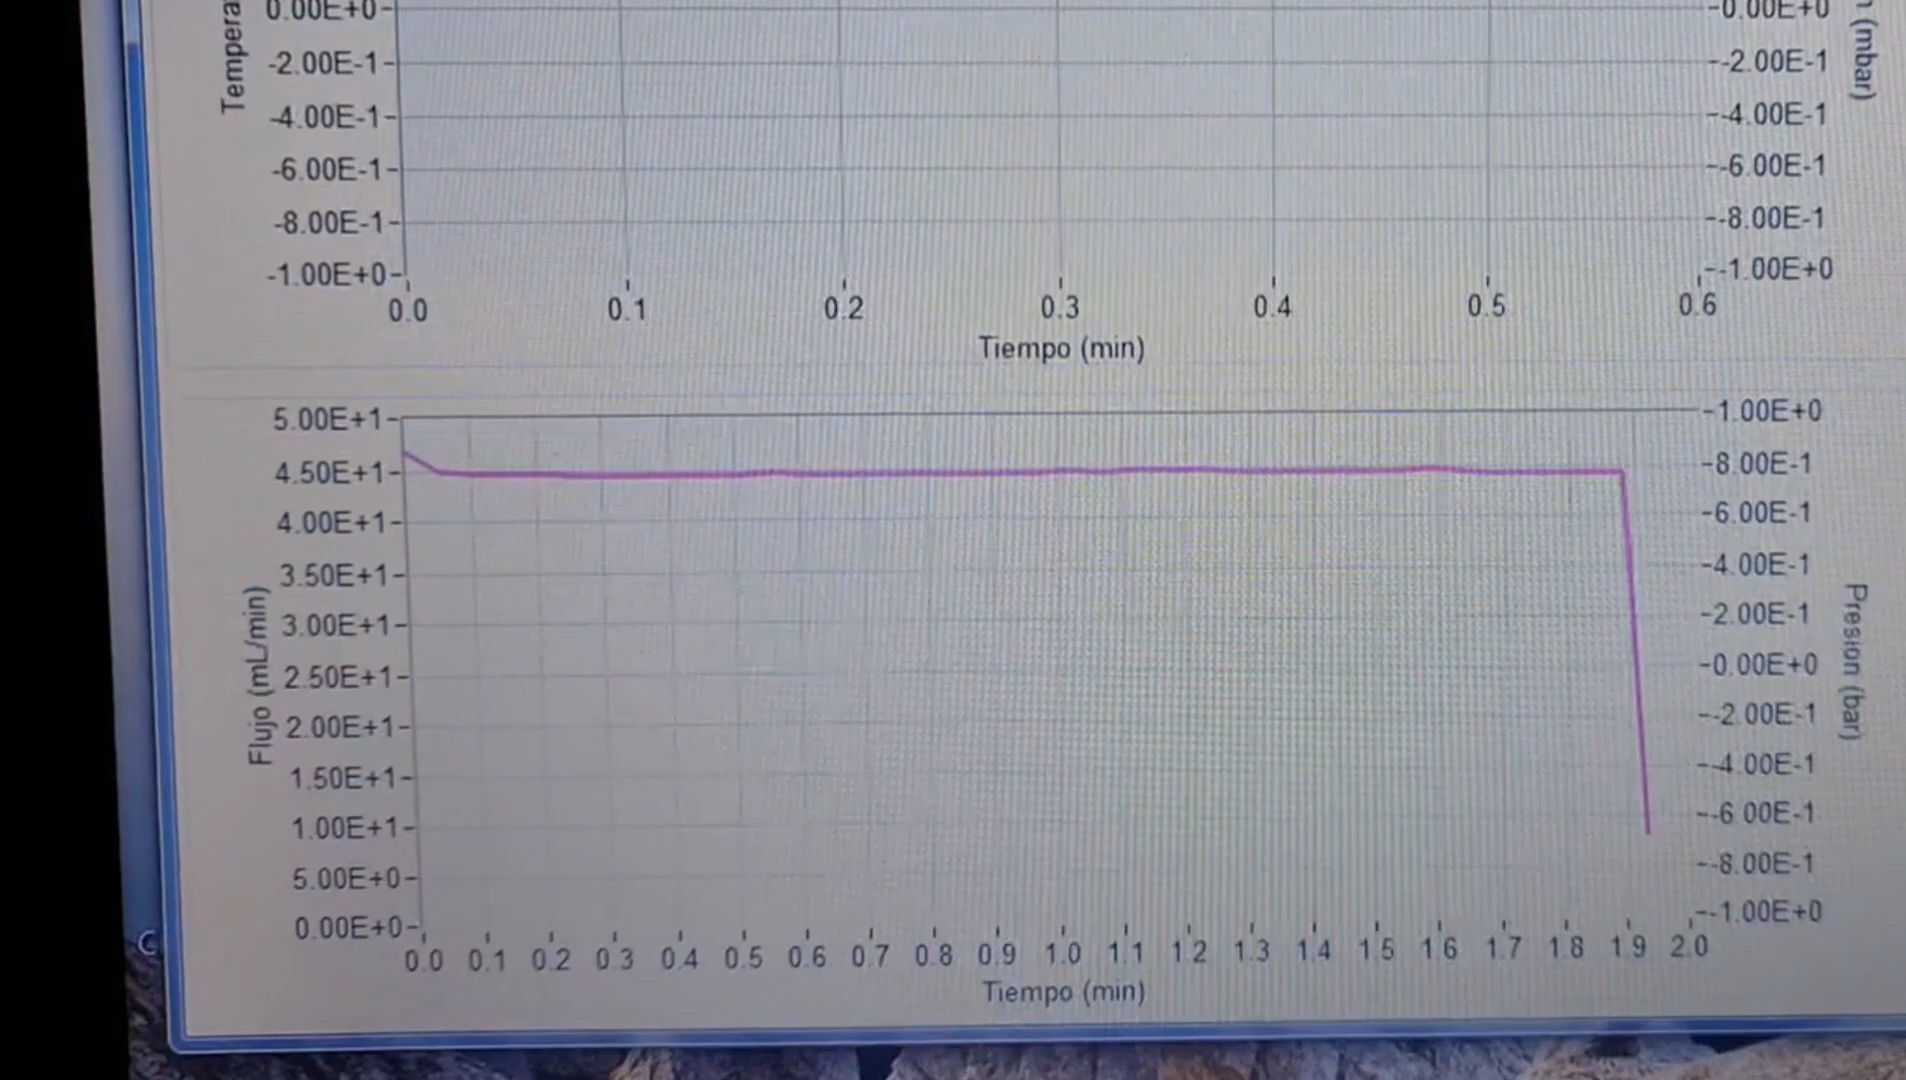 Tempera
0.00E+0
-2.00E-1
-4.00E-1
-6.00E-1
-8.00E-1
-1.00E+0
-0.00E+0
--2.00E-1
--4.00E-1
--6.00E-1
--8.00E-1
--1.00E+0
(mbar)
0.0 0.1 0.2 0.3 0.4 0.5 0.6
Tiempo (min)
Flujo (mL/min)
5.00E+1
4.50E+1
4.00E+1
3.50E+1
3.00E+1
2.50E+1
2.00E+1
1.50E+1
1.00E+1
5.00E+0
0.00E+0
-1.00E+0
-8.00E-1
-6.00E-1
-4.00E-1
-2.00E-1
-0.00E+0
--2.00E-1
--4.00E-1
--6.00E-1
--8.00E-1
--1.00E+0
Presion (bar)
0.0 0.1 0.2 0.3 0.4 0.5 0.6 0.7 0.8 0.9 1.0 1.1 1.2 1.3 1.4 1.5 1.6 1.7 1.8 1.9 2.0
Tiempo (min)